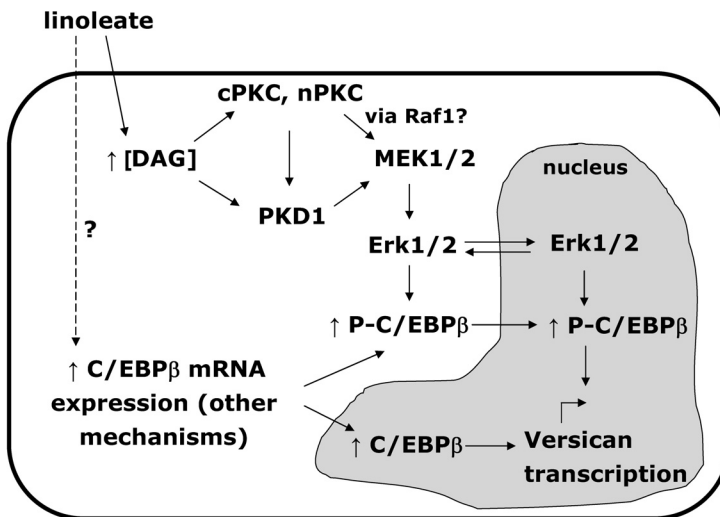 linoleate
cPKC, nPKC
via Raf1?
↑ [DAG]
MEK1/2
nucleus
PKD1
?
Erk1/2
Erk1/2
↑ P-C/EBPβ
↑ P-C/EBPβ
↑ C/EBPβ mRNA
expression (other
mechanisms)
↑ C/EBPβ
Versican
transcription